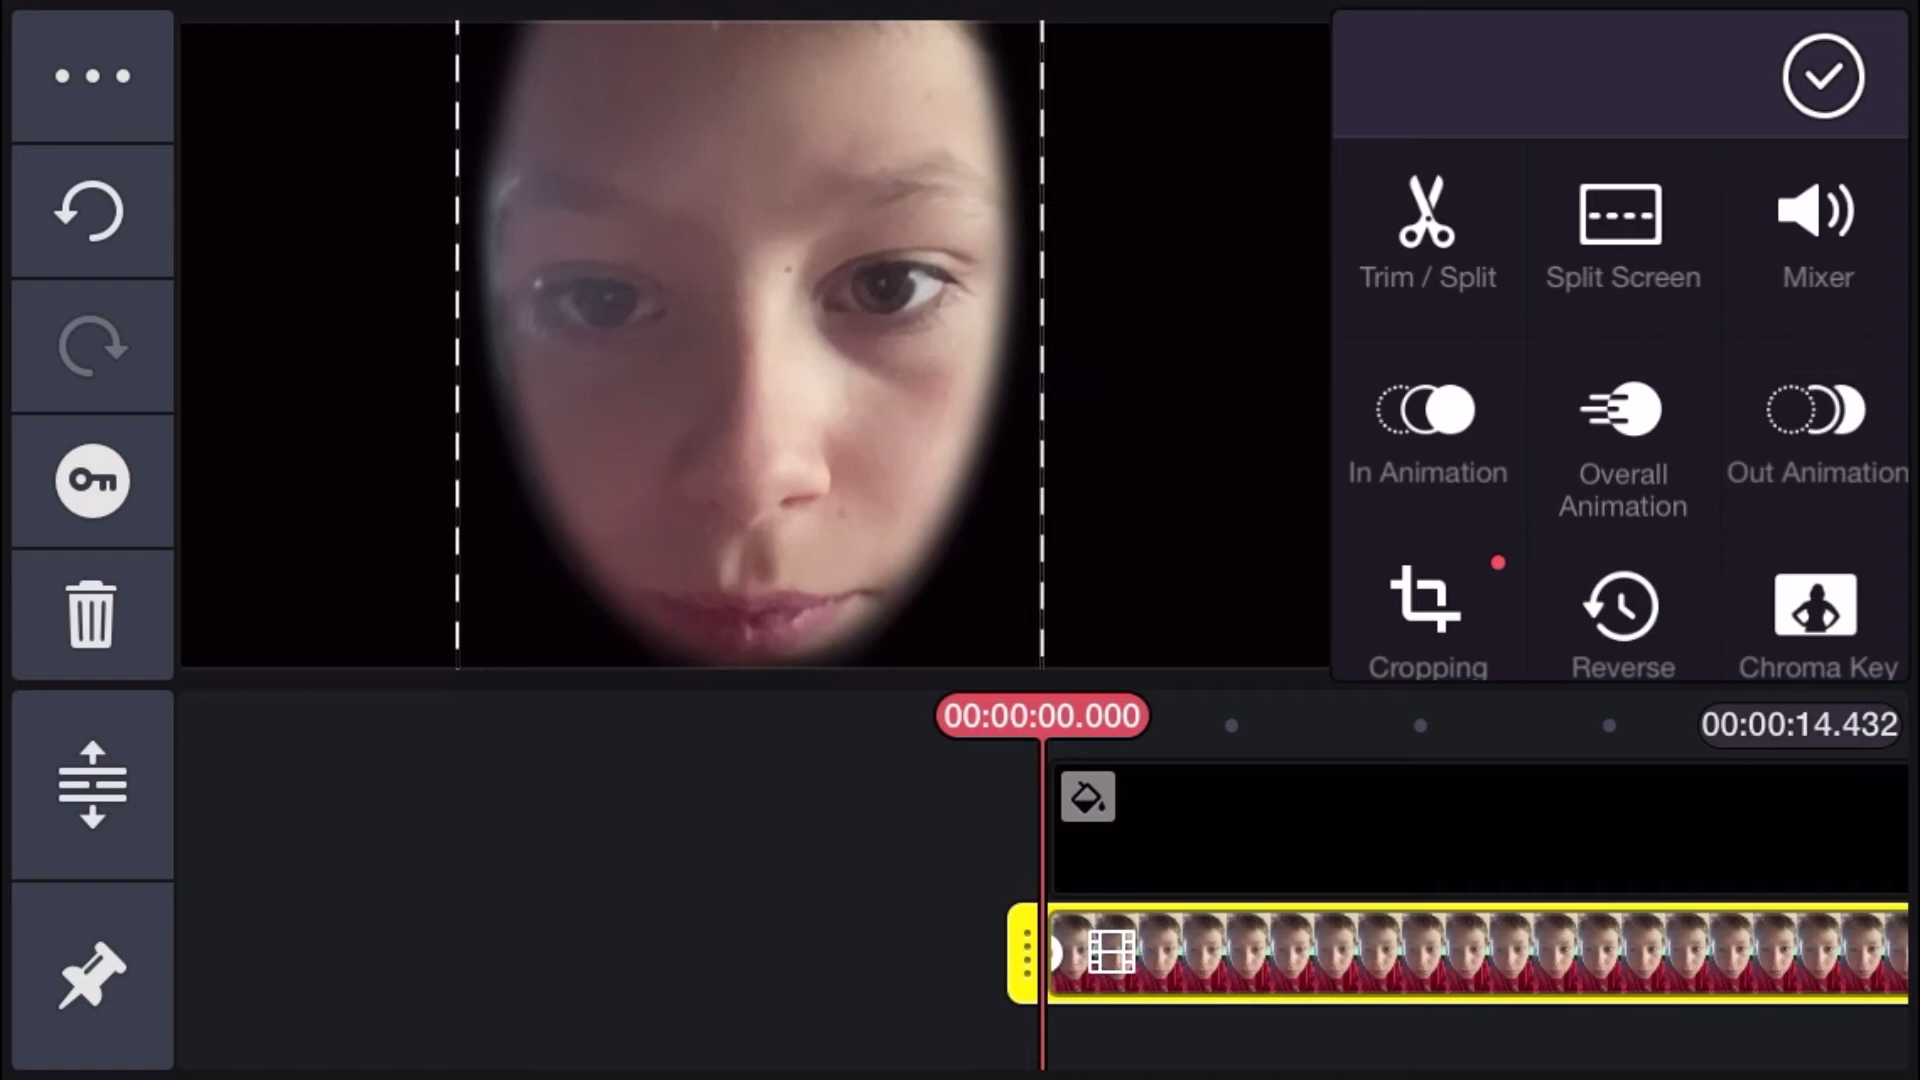 Trim / Split
Split Screen
Mixer
In Animation
Overall
Animation
Out Animation
Cropping
Reverse
Chroma Key
00:00:00.000
00:00:14.432